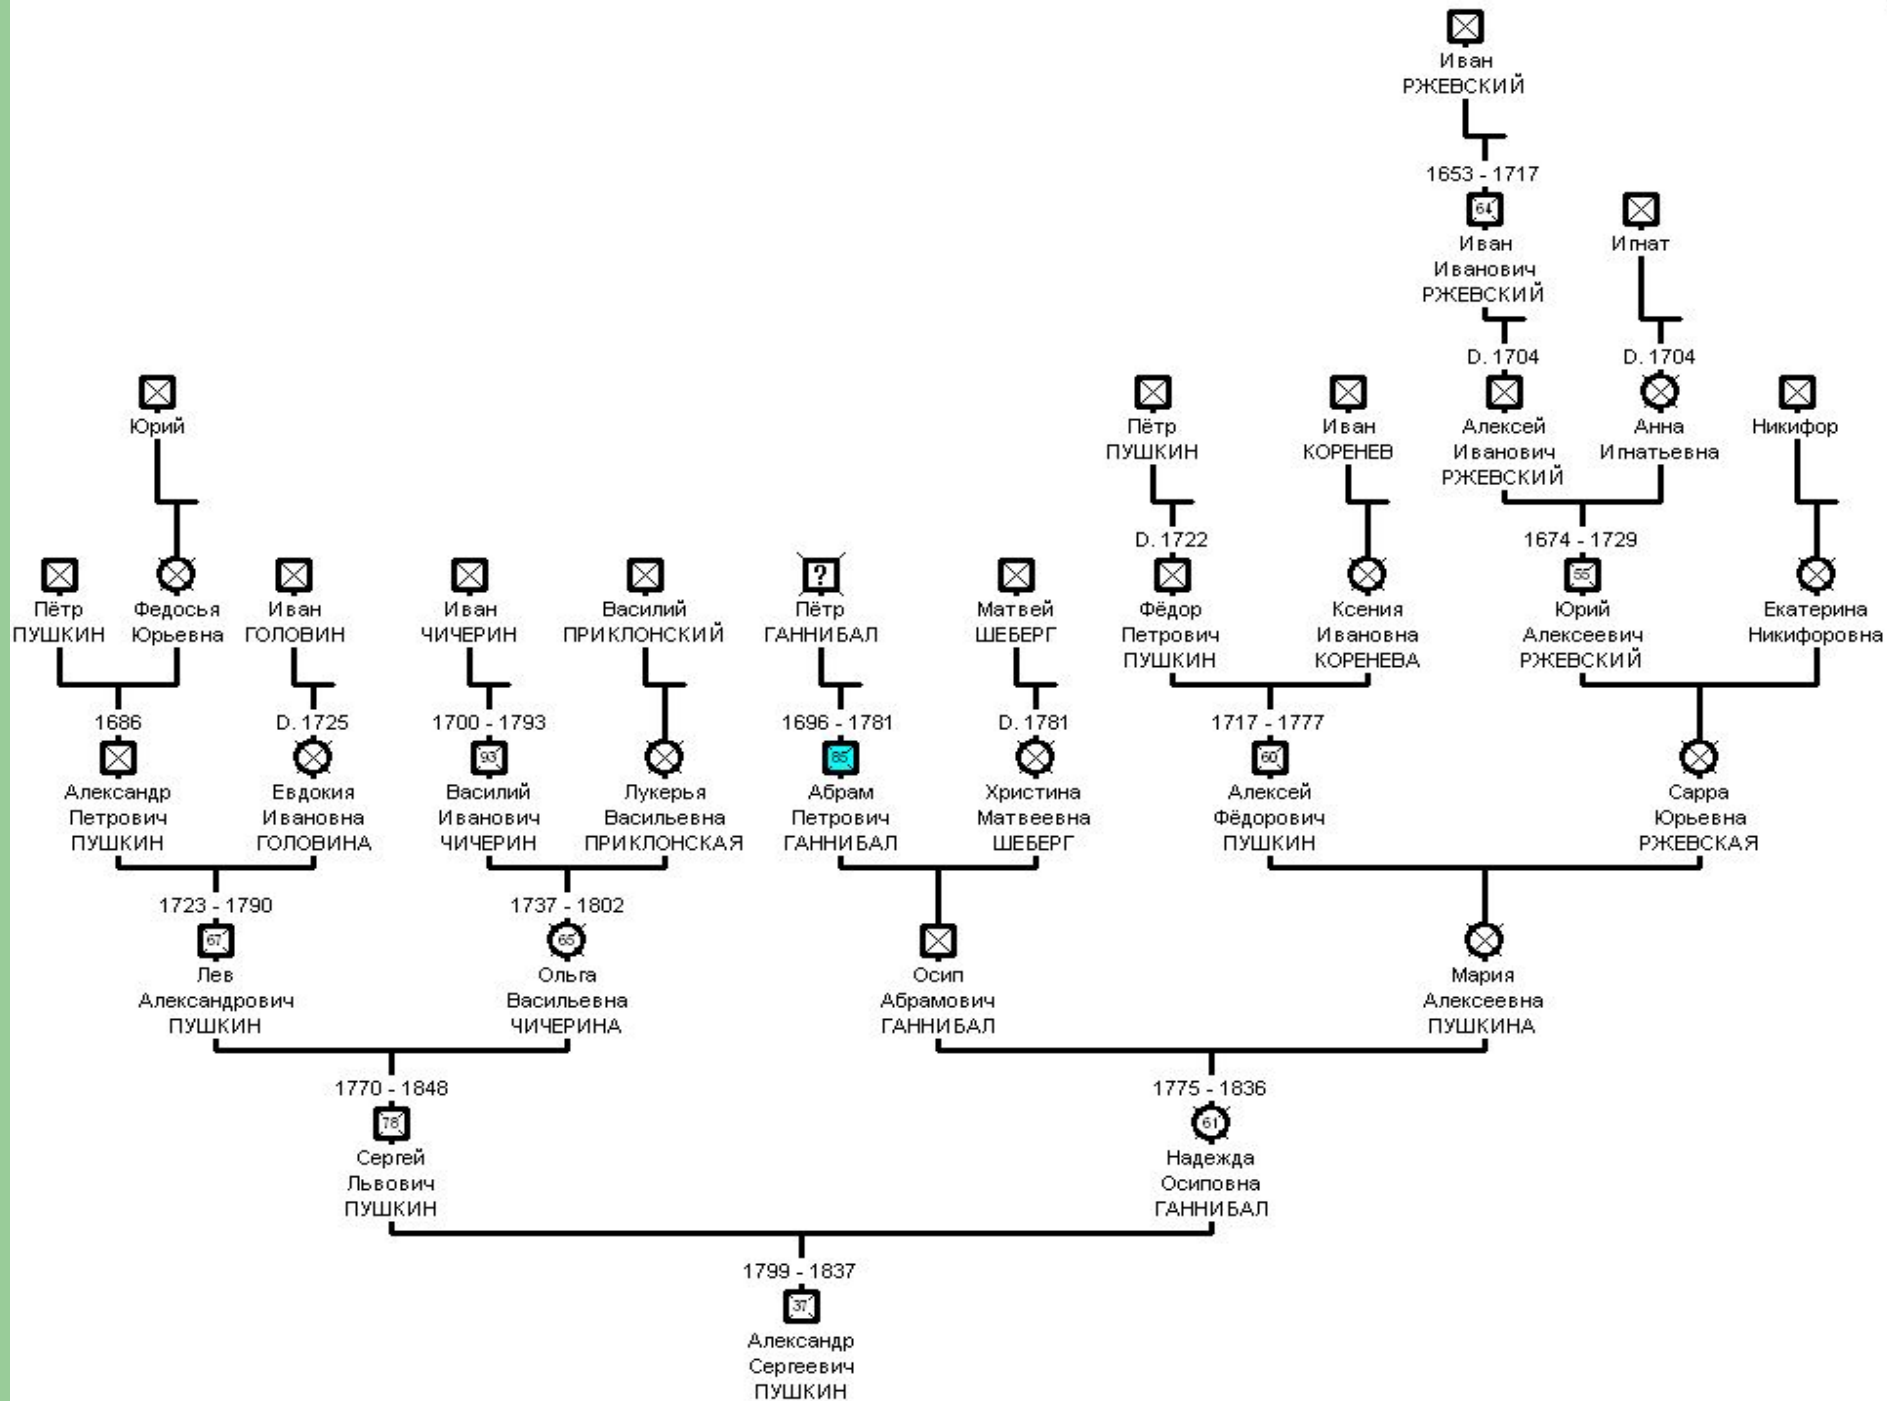 Иван
РЖЕВСКИЙ
1653 - 1717
64
Иван
Иванович
РЖЕВСКИЙ
Игнат
D. 1704
Алексей
Иванович
РЖЕВСКИЙ
D. 1704
Анна
Игнатьевна
Юрий
Пётр
ПУШКИН
Иван
КОРЕНЕВ
Никифор
Пётр
ПУШКИН
Федосья
Юрьевна
Иван
ГОЛОВИН
Иван
ЧИЧЕРИН
Василий
ПРИКЛОНСКИЙ
?
Пётр
ГАННИБАЛ
Матвей
ШЕБЕРГ
D. 1722
Фёдор
Петрович
ПУШКИН
Ксения
Ивановна
КОРЕНЕВА
1674 - 1729
55
Юрий
Алексеевич
РЖЕВСКИЙ
Екатерина
Никифоровна
1686
Александр
Петрович
ПУШКИН
D. 1725
Евдокия
Ивановна
ГОЛОВИНА
1700 - 1793
93
Василий
Иванович
ЧИЧЕРИН
Лукерья
Васильевна
ПРИКЛОНСКАЯ
1696 - 1781
85
Абрам
Петрович
ГАННИБАЛ
D. 1781
Христина
Матвеевна
ШЕБЕРГ
1717 - 1777
60
Алексей
Фёдорович
ПУШКИН
Сарра
Юрьевна
РЖЕВСКАЯ
1723 - 1790
67
Лев
Александрович
ПУШКИН
1737 - 1802
65
Ольга
Васильевна
ЧИЧЕРИНА
Осип
Абрамович
ГАННИБАЛ
Мария
Алексеевна
ПУШКИНА
1770 - 1848
78
Сергей
Львович
ПУШКИН
1775 - 1836
61
Надежда
Осиповна
ГАННИБАЛ
1799 - 1837
37
Александр
Сергеевич
ПУШКИН